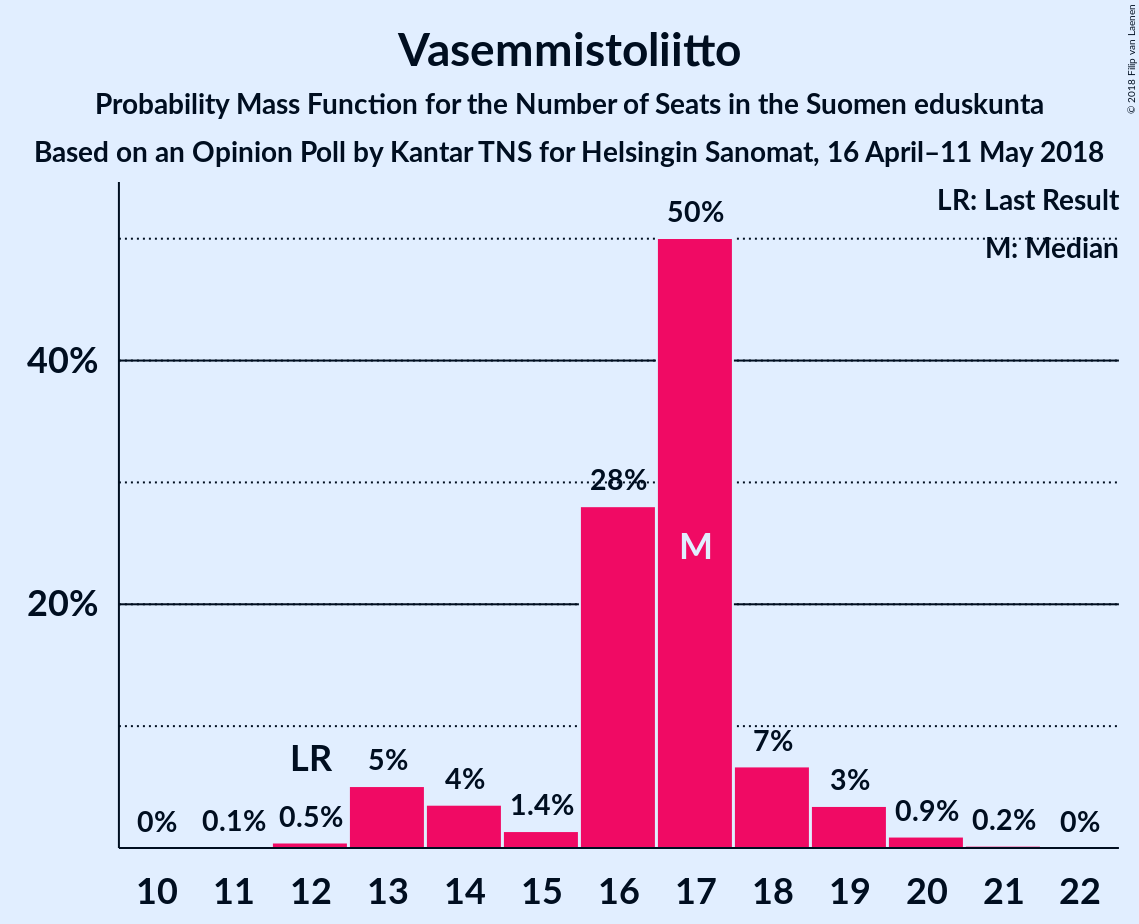 Vasemmistoliitto
Probability Mass Function for the Number of Seats in the Suomen eduskunta
Based on an Opinion Poll by Kantar TNS for Helsingin Sanomat, 16 April–11 May 2018
© 2018 Filip van Laenen
LR: Last Result
M: Median
50%
40%
28%
M
20%
LR
0%
0.1%
0.5%
5%
4%
1.4%
7%
3%
0.9%
0.2%
0%
10 11 12 13 14 15 16 17 18 19 20 21 22